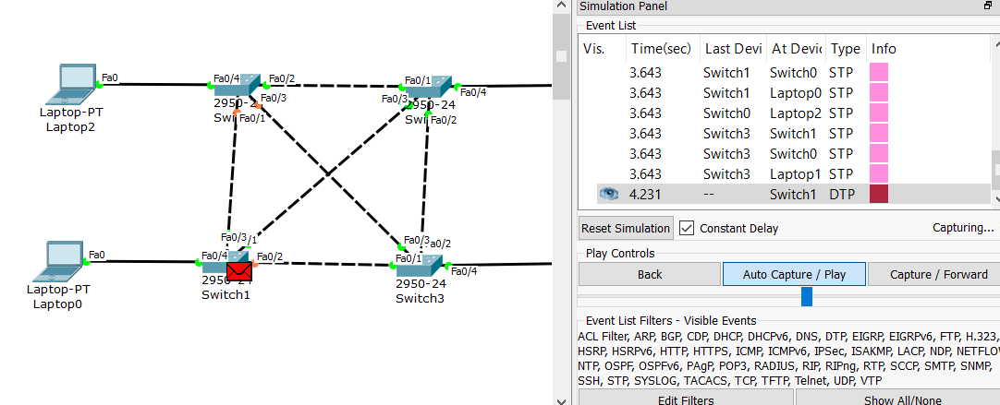 Simulation Panel
Event List
Vis. Time(sec) Last Devi At Devic Type Info
3.643 Switch1 Switch0 STP
3.643 Switch1 Laptop0 STP
3.643 Switch0 Laptop2 STP
3.643 Switch3 Switch1 STP
3.643 Switch3 Switch0 STP
3.643 Switch3 Laptop1 STP
4.231 -- Switch1 DTP
Reset Simulation Constant Delay Capturing...
Play Controls
Back Auto Capture / Play Capture / Forward
Event List Filters - Visible Events
ACL Filter, ARP, BGP, CDP, DHCP, DHCPv6, DNS, DTP, EIGRP, EIGRPv6, FTP, H.323,
HSRP, HSRPv6, HTTP, HTTPS, ICMP, ICMPv6, IPSec, ISAKMP, LACP, NDP, NETFLOW
NTP, OSPF, OSPFv6, PAgP, POP3, RADIUS, RIP, RIPng, RTP, SCCP, SMTP, SNMP,
SSH, STP, SYSLOG, TACACS, TCP, TFTP, Telnet, UDP, VTP
Edit Filters Show All/None
Fa0
Laptop-PT
Laptop2
Fa0/4 Fa0/2
Fa0/3
2950-24
Swi Fa0/1
Fa0/1
Fa0/4
Fa0/3
2950-24
Swi Fa0/2
Fa0
Laptop-PT
Laptop0
Fa0/3 /1
Fa0/4 Fa0/2
2950-24
Switch1
Fa0/3 a0/2
Fa0/1
Fa0/4
2950-24
Switch3